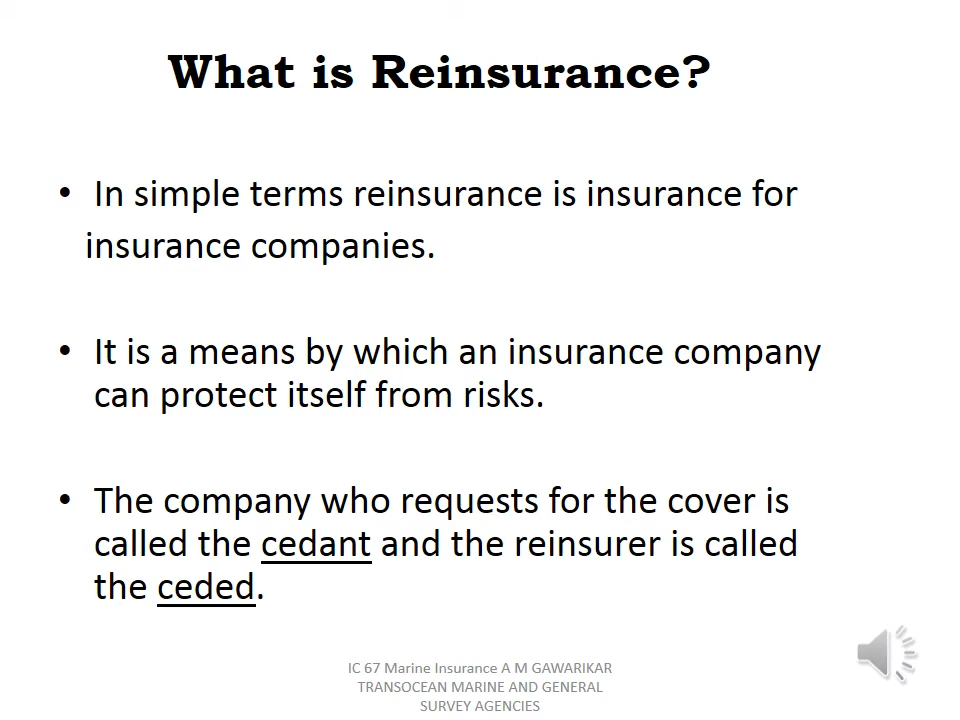 What is Reinsurance?
• In simple terms reinsurance is insurance for
insurance companies.
• It is a means by which an insurance company
can protect itself from risks.
• The company who requests for the cover is
called the cedant and the reinsurer is called
the ceded.
IC 67 Marine Insurance A M GAWARIKAR
TRANSOCEAN MARINE AND GENERAL
SURVEY AGENCIES